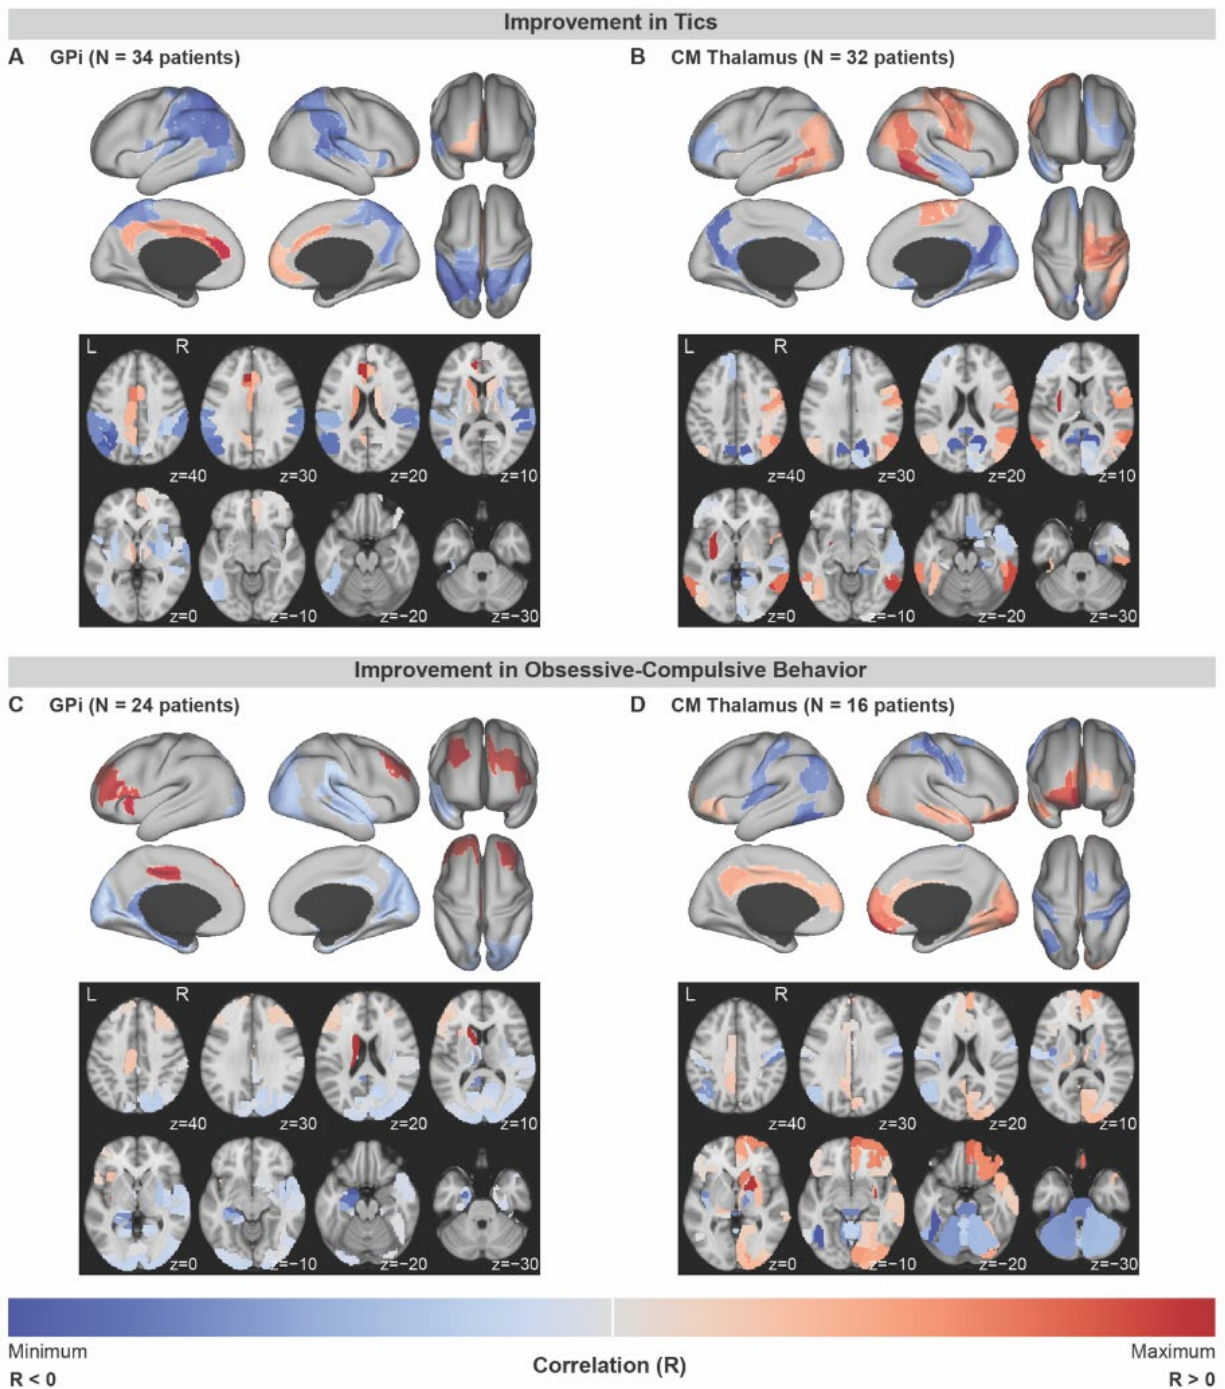 Improvement in Tics
A GPi (N = 34 patients)
B CM Thalamus (N = 32 patients)
L R
z=40 z=30 z=20 z=10
z=0 z=−10 z=−20 z=−30
L R
z=40 z=30 z=20 z=10
z=0 z=−10 z=−20 z=−30
Improvement in Obsessive-Compulsive Behavior
C GPi (N = 24 patients)
D CM Thalamus (N = 16 patients)
L R
z=40 z=30 z=20 z=10
z=0 z=−10 z=−20 z=−30
L R
z=40 z=30 z=20 z=10
z=0 z=−10 z=−20 z=−30
Minimum
Maximum
Correlation (R)
R < 0
R > 0